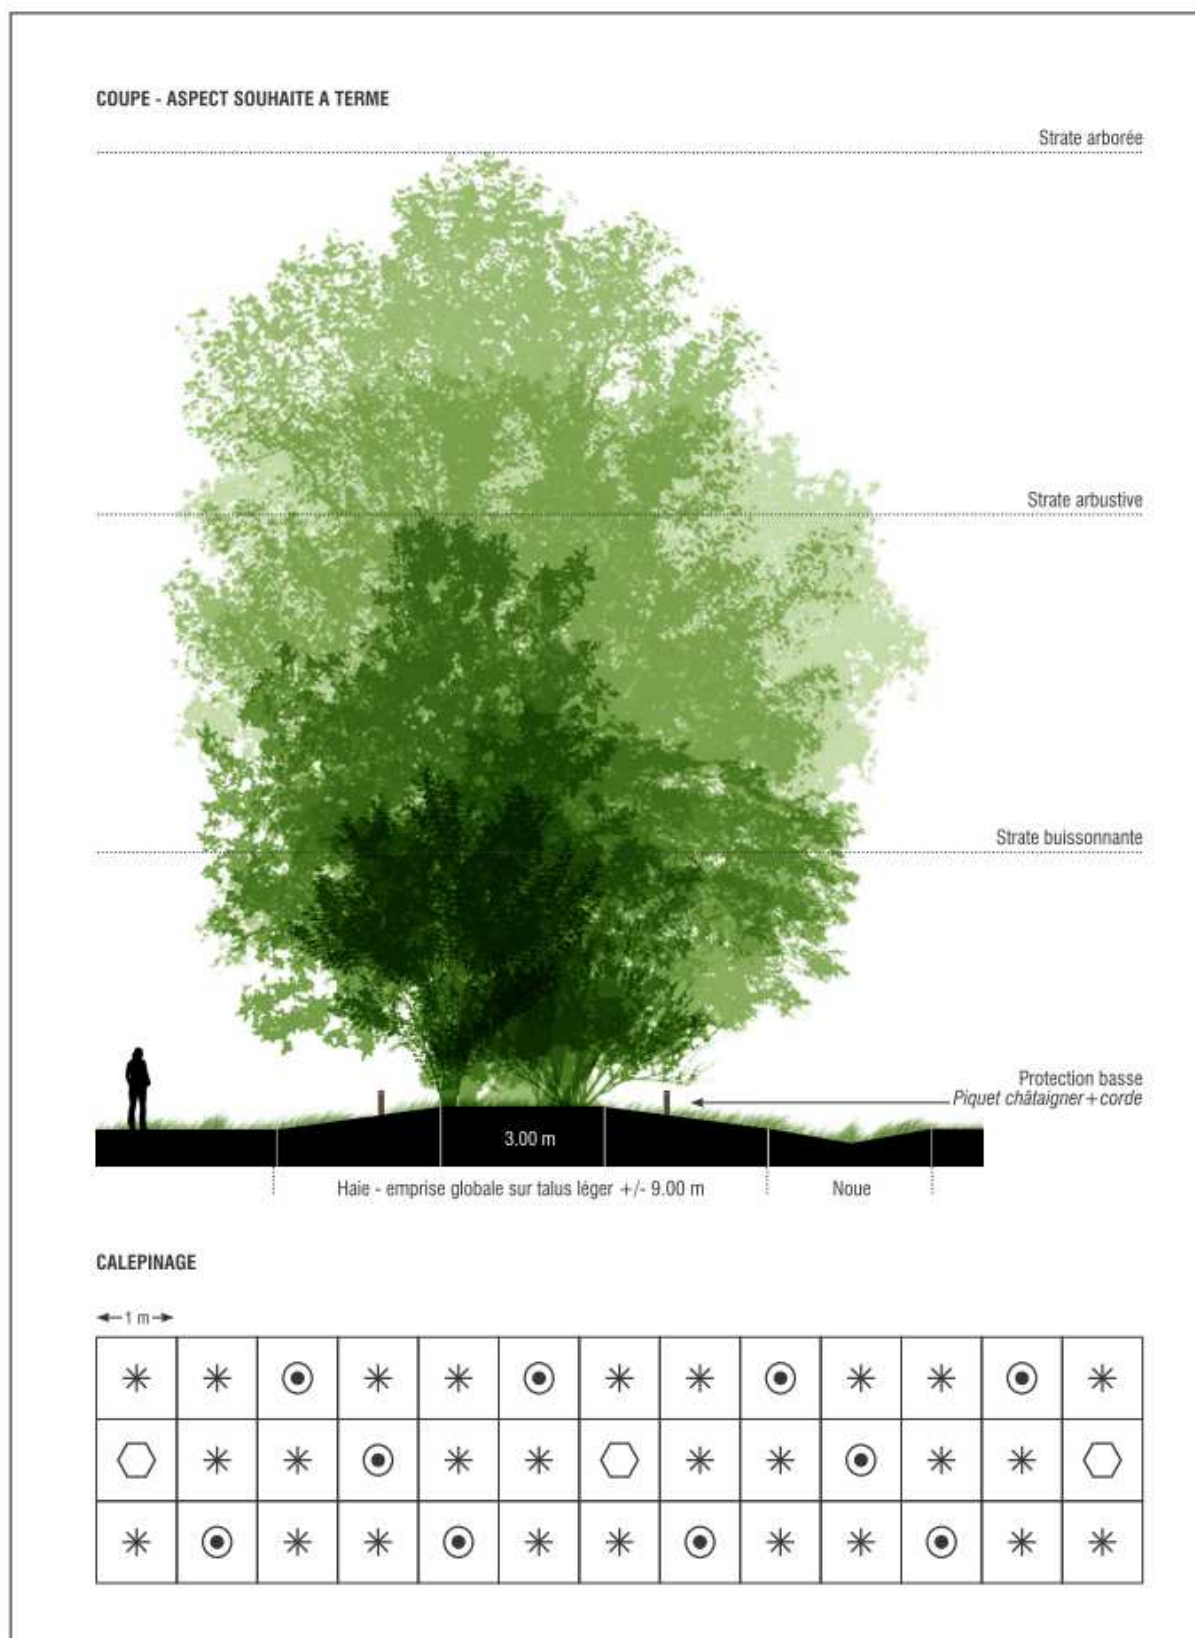 COUPE - ASPECT SOUHAITE A TERME
Strate arborée
Strate arbustive
Strate buissonnante
Protection basse
Piquet châtaigner+corde
3.00 m
Haie - emprise globale sur talus léger +/- 9.00 m
Noue
CALEPINAGE
1 m